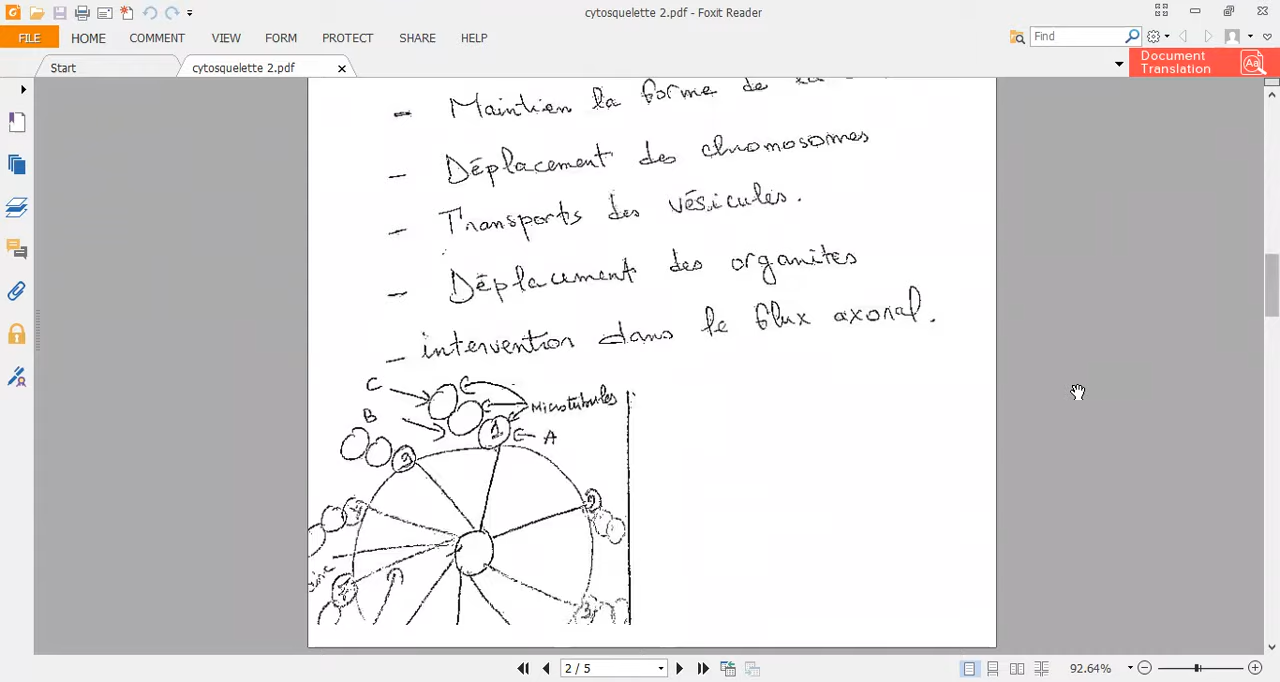 cytosquelette 2.pdf - Foxit Reader
FILE HOME COMMENT VIEW FORM PROTECT SHARE HELP
Find
Document
Translation
Start
cytosquelette 2.pdf
- Maintien la forme de la
- Déplacement des chromosomes
- Transports des vésicules.
- Déplacement des organites
- intervention dans le flux axonal.
C
Microtubules
B
1
A
2 / 5
92.64%